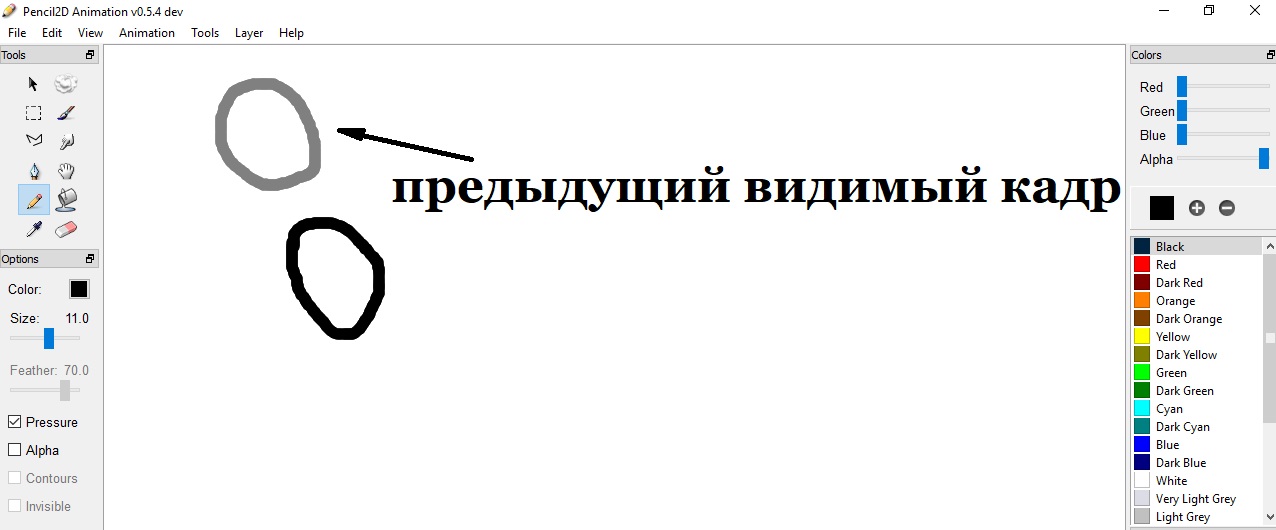 Pencil2D Animation v0.5.4 dev
File Edit View Animation Tools Layer Help
Tools
Colors
Red
Green
Blue
Alpha
предыдущий видимый кадр
Options
Color:
Size: 11.0
Feather: 70.0
Pressure
Alpha
Contours
Invisible
Black
Red
Dark Red
Orange
Dark Orange
Yellow
Dark Yellow
Green
Dark Green
Cyan
Dark Cyan
Blue
Dark Blue
White
Very Light Grey
Light Grey